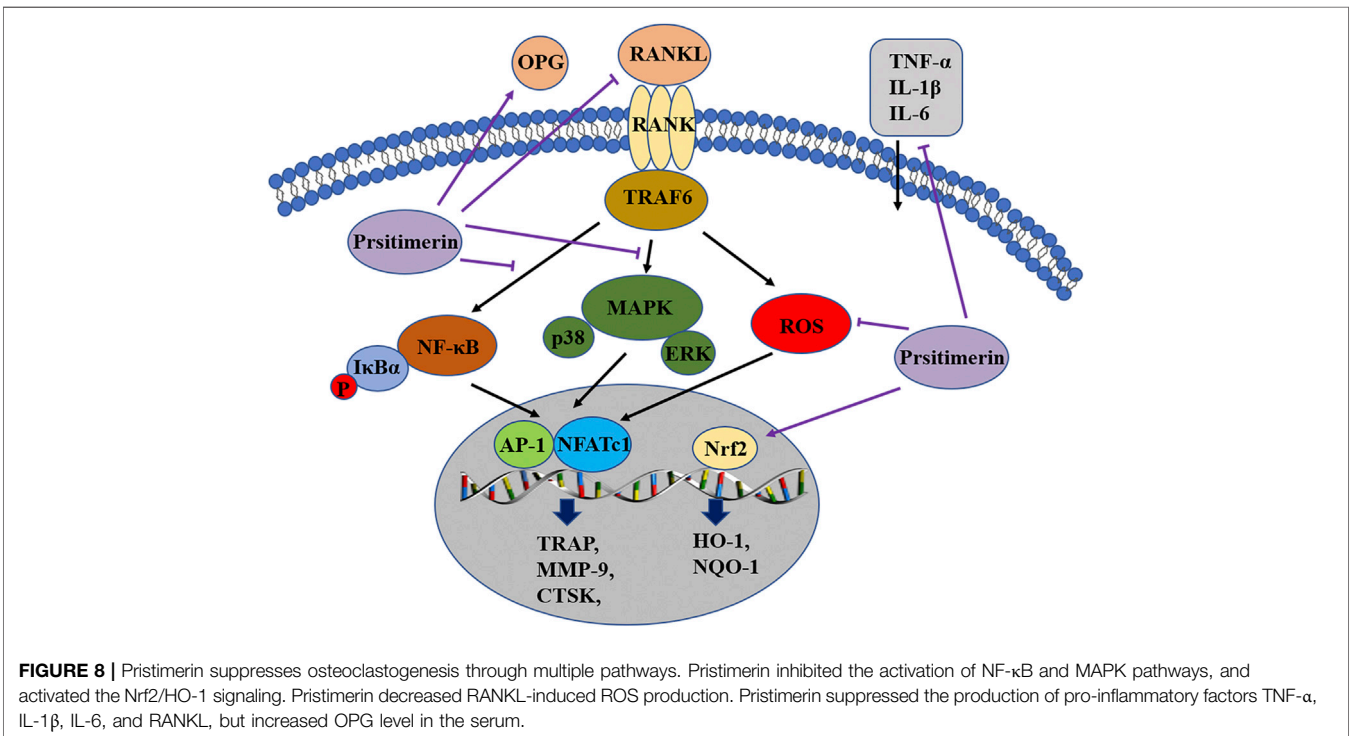 OPG
RANKL
TNF-α
IL-1β
IL-6
RANK
TRAF6
Prsitimerin
MAPK
p38
ERK
ROS
Prsitimerin
NF-κB
IκBα
P
AP-1
NFATc1
Nrf2
TRAP,
MMP-9,
CTSK,
HO-1,
NQO-1
FIGURE 8 | Pristimerin suppresses osteoclastogenesis through multiple pathways. Pristimerin inhibited the activation of NF-κB and MAPK pathways, and
activated the Nrf2/HO-1 signaling. Pristimerin decreased RANKL-induced ROS production. Pristimerin suppressed the production of pro-inflammatory factors TNF-α,
IL-1β, IL-6, and RANKL, but increased OPG level in the serum.